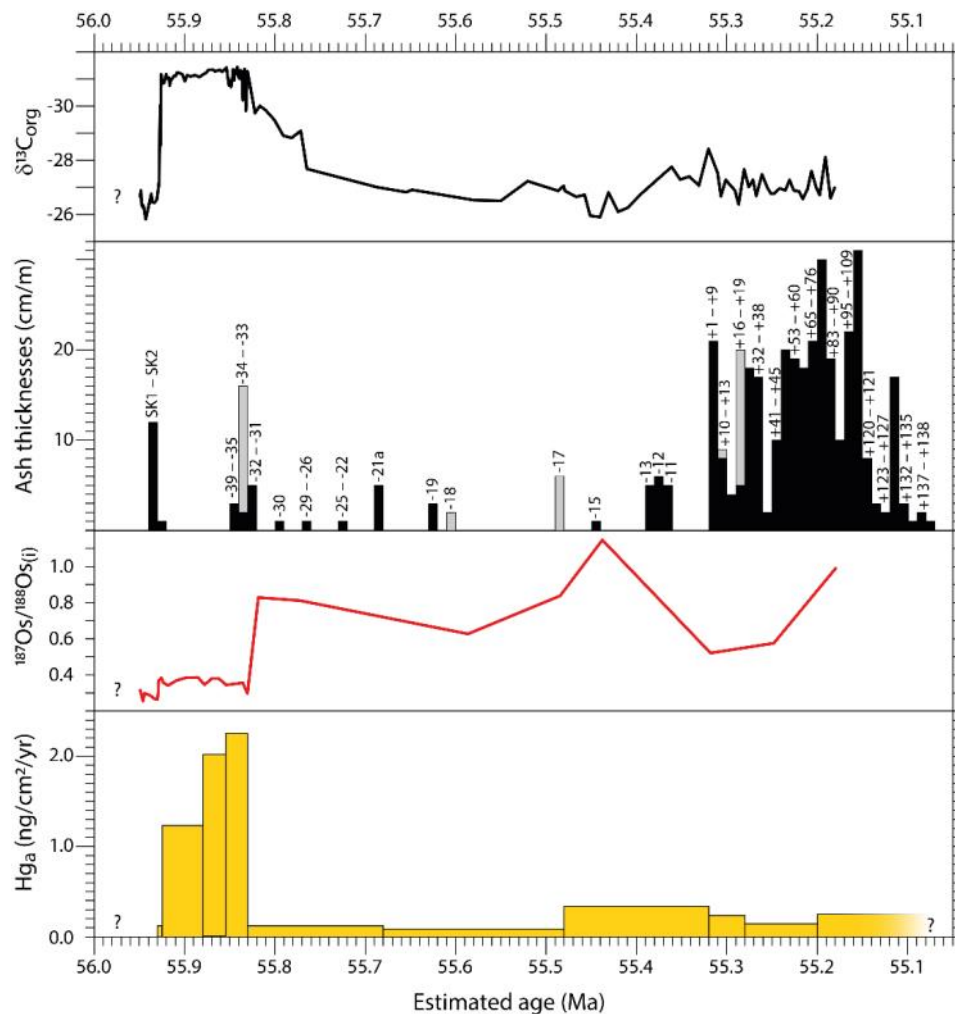 56.0 55.9 55.8 55.7 55.6 55.5 55.4 55.3 55.2 55.1
δ¹³Corg
-30
-28
-26
?
Ash thicknesses (cm/m)
20
10
SK1 – SK2
-39 – -35
-34 – -33
-32 – -31
-30
-29 – -26
-25 – -22
-21a
-19
-18
-17
-15
-13
-12
-11
+1 – +9
+10 – +13
+16 – +19
+32 – +38
+41 – +45
+53 – +60
+65 – +76
+83 – +90
+95 – +109
+120 – +121
+123 – +127
+132 – +135
+137 – +138
¹⁸⁷Os/¹⁸⁸Os(i)
1.0
0.8
0.6
0.4
?
Hga (ng/cm²/yr)
2.0
1.0
0.0
?
?
56.0 55.9 55.8 55.7 55.6 55.5 55.4 55.3 55.2 55.1
Estimated age (Ma)